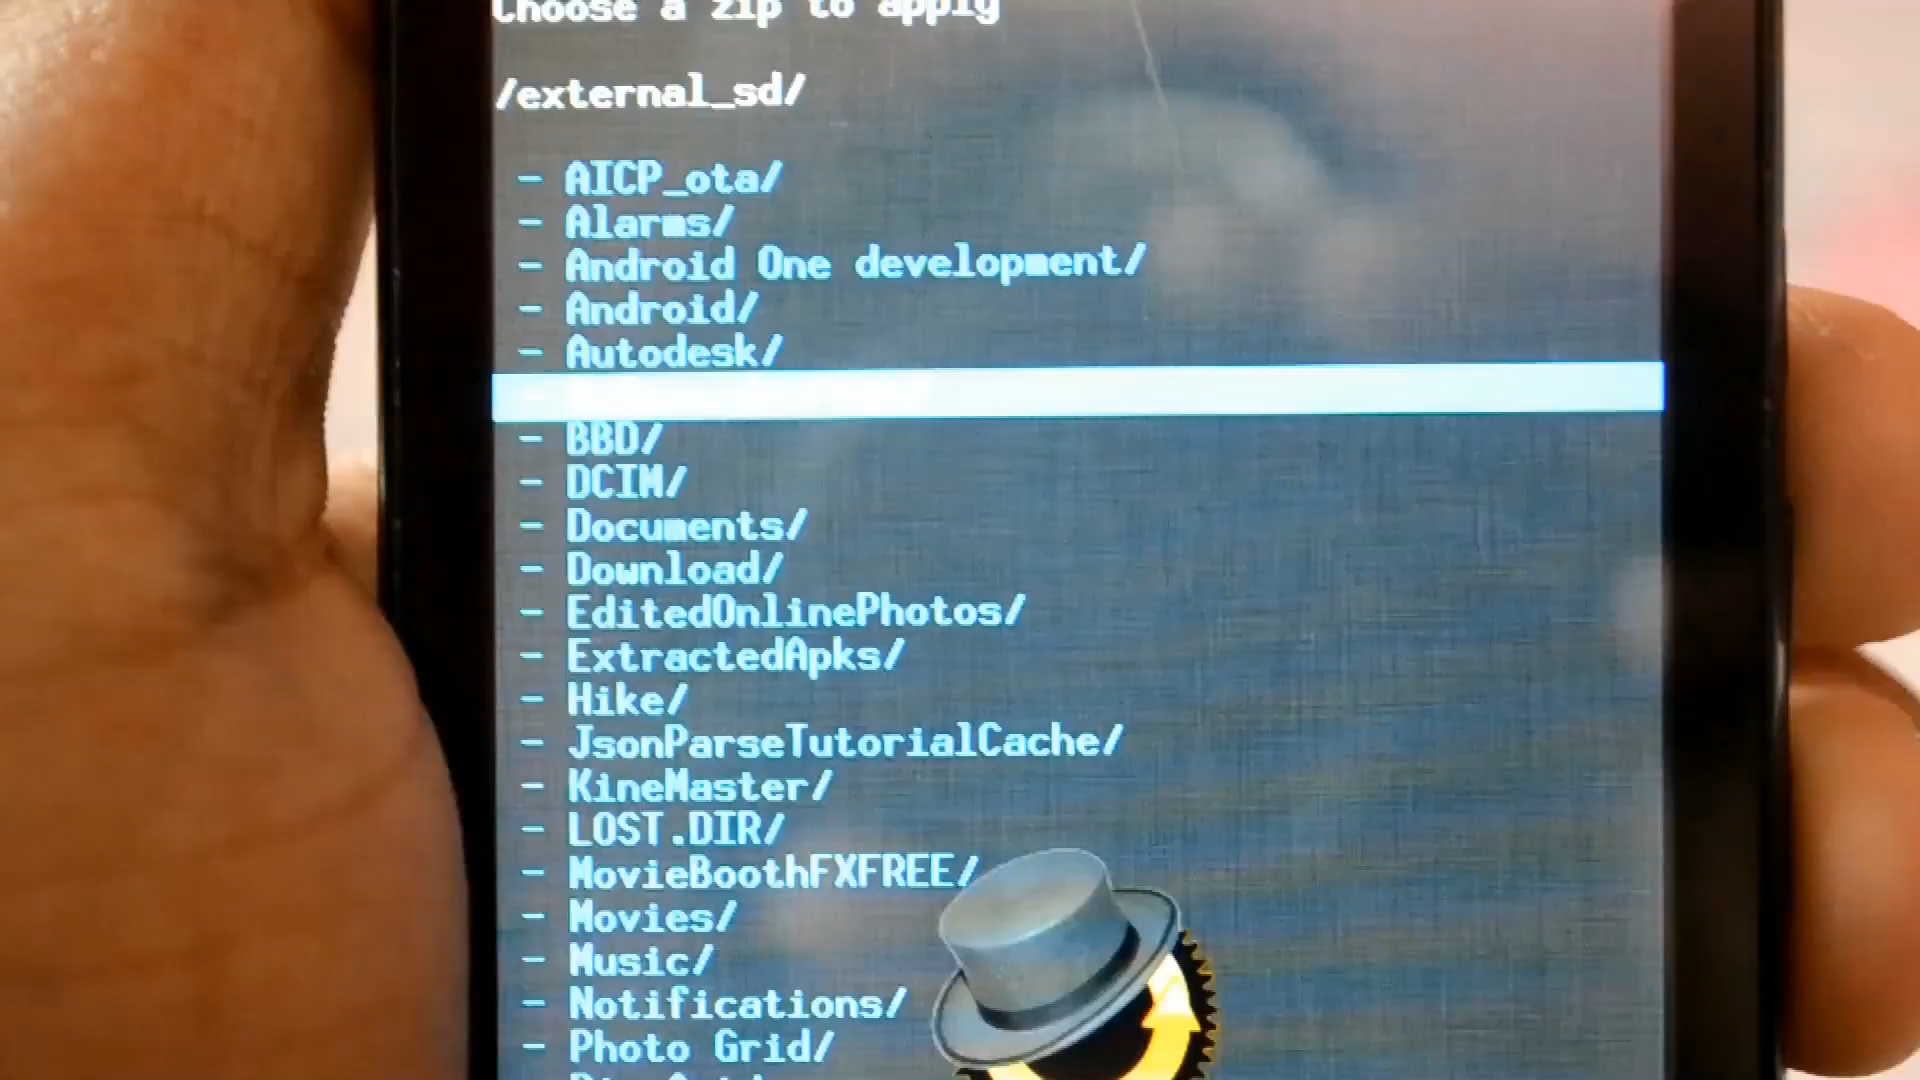 Choose a zip to apply
/external_sd/
- AICP_ota/
- Alarms/
- Android One development/
- Android/
- Autodesk/
- BBD/
- DCIM/
- Documents/
- Download/
- EditedOnlinePhotos/
- ExtractedApks/
- Hike/
- JsonParseTutorialCache/
- KineMaster/
- LOST.DIR/
- MovieBoothFXFREE/
- Movies/
- Music/
- Notifications/
- Photo Grid/